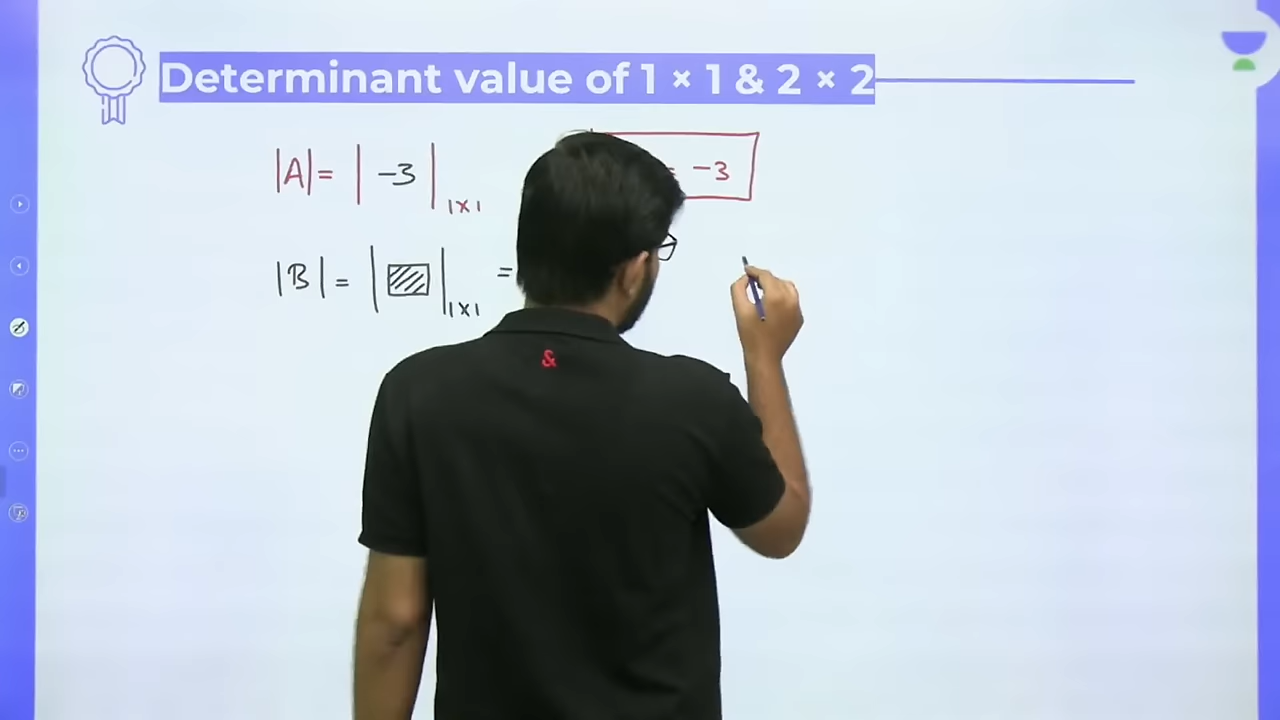 Determinant value of 1 × 1 & 2 × 2
|A| = | -3 | 1×1 = -3
|B| = | | 1×1 =
&